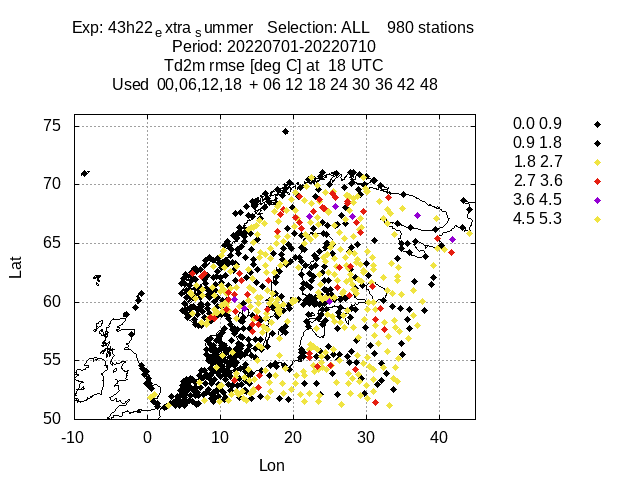 Exp: 43h22extrasummer   Selection: ALL    980 stations
Period: 20220701-20220710
Td2m rmse [deg C] at  18 UTC
Used  00,06,12,18  + 06 12 18 24 30 36 42 48
0.0 0.9
0.9 1.8
1.8 2.7
2.7 3.6
3.6 4.5
4.5 5.3
75
70
65
60
55
50
Lat
-10 0 10 20 30 40
Lon